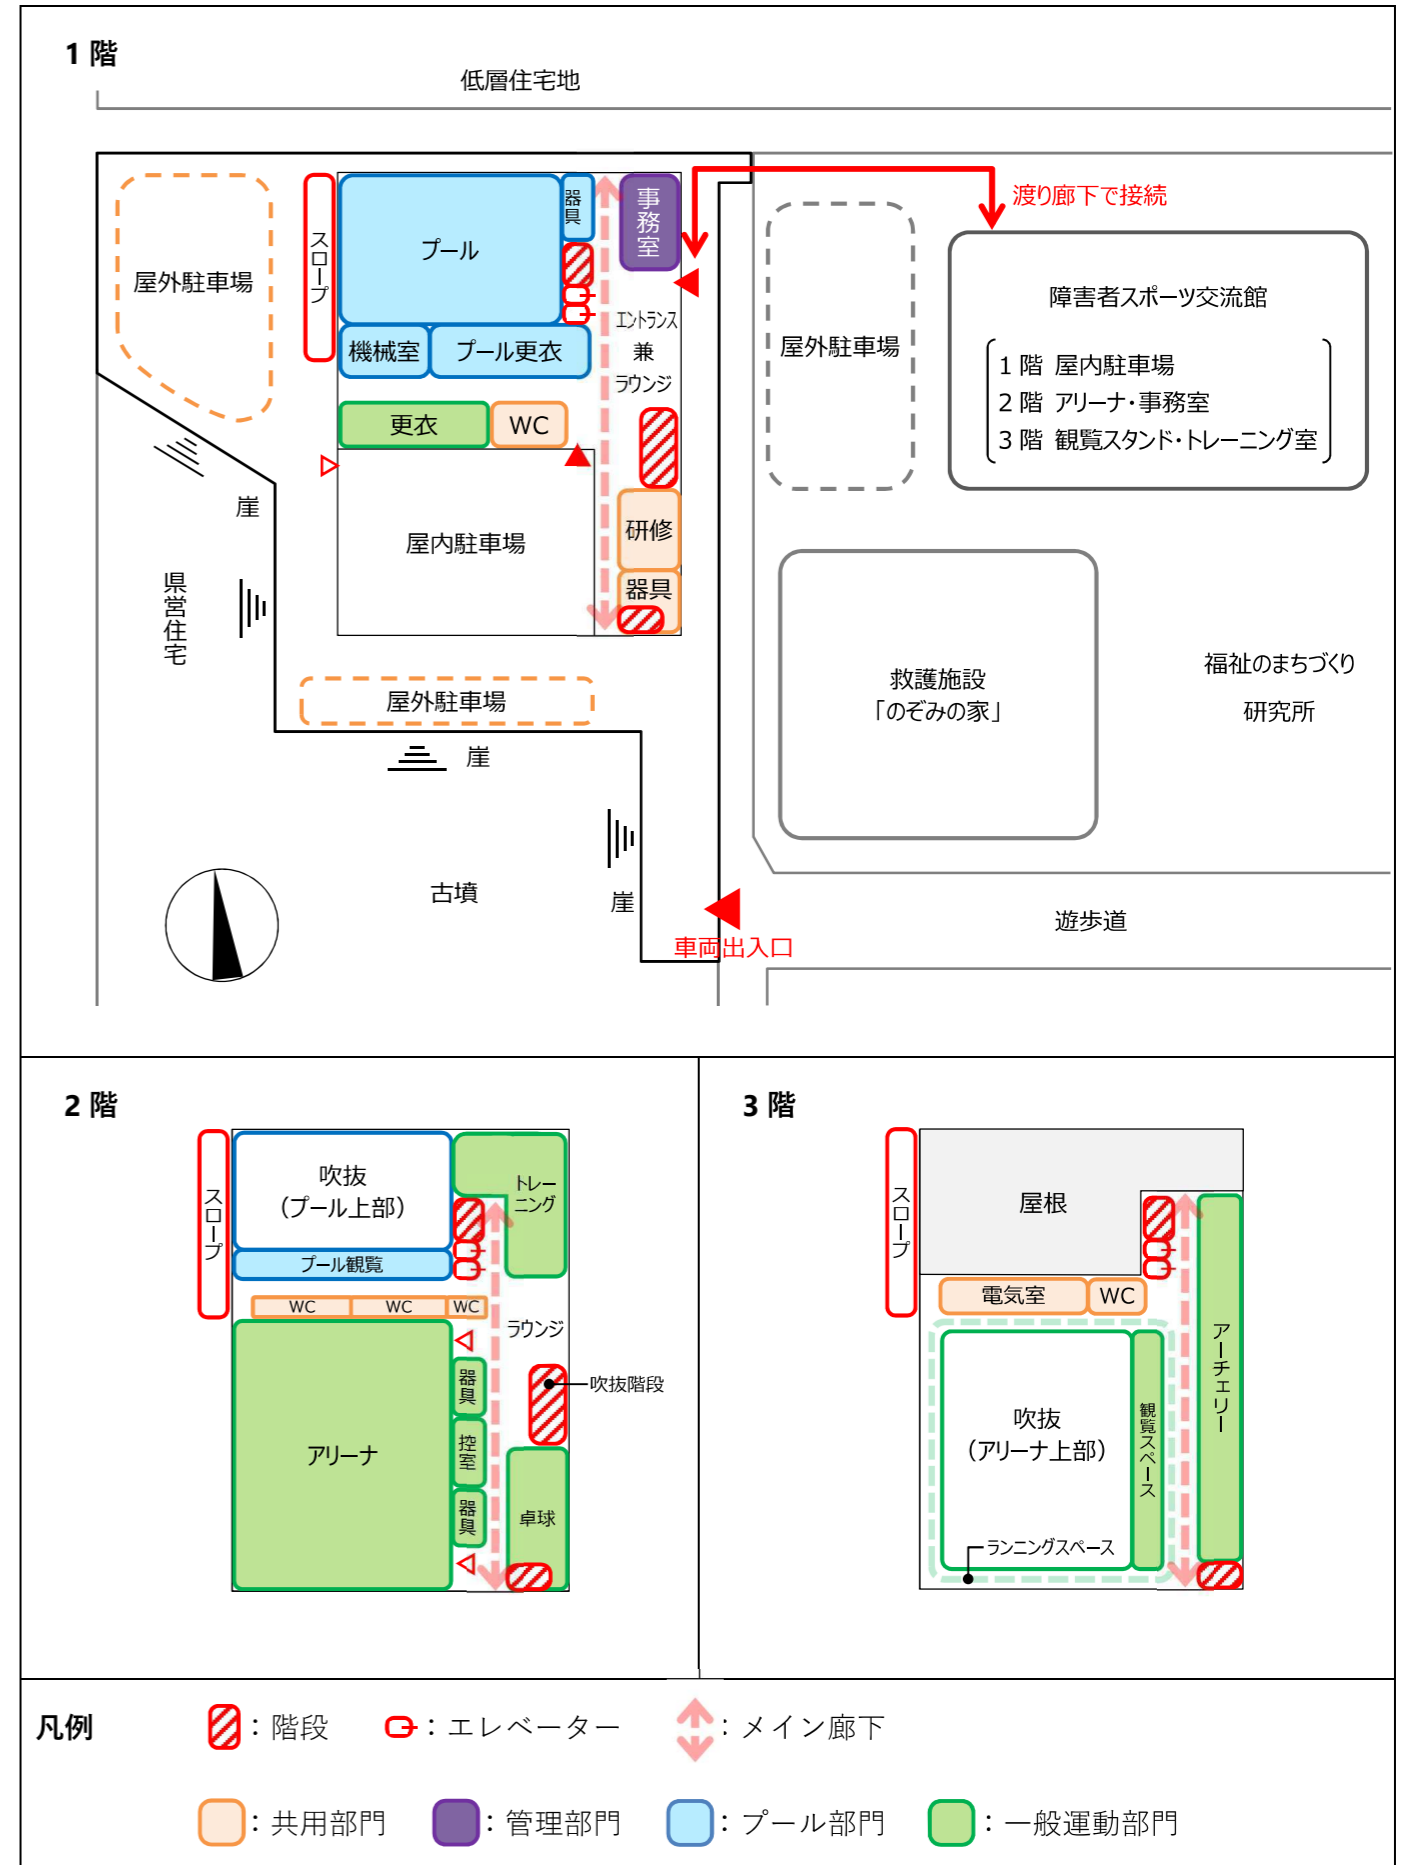 1 階
低層住宅地
渡り廊下で接続
屋外駐車場
スロープ
プール
器具
事務室
エントランス
兼
ラウンジ
機械室
プール更衣
更衣
WC
屋内駐車場
研修
器具
屋外駐車場
障害者スポーツ交流館
1 階 屋内駐車場
2 階 アリーナ・事務室
3 階 観覧スタンド・トレーニング室
崖
県営住宅
屋外駐車場
崖
救護施設
「のぞみの家」
福祉のまちづくり
研究所
古墳
崖
車両出入口
遊歩道
2 階
スロープ
吹抜
(プール上部)
トレー
ニング
プール観覧
WC
WC
WC
ラウンジ
吹抜階段
器具
控室
器具
アリーナ
卓球
3 階
スロープ
屋根
電気室
WC
アーチェリー
吹抜
(アリーナ上部)
観覧スペース
ランニングスペース
凡例
：階段
：エレベーター
：メイン廊下
：共用部門
：管理部門
：プール部門
：一般運動部門